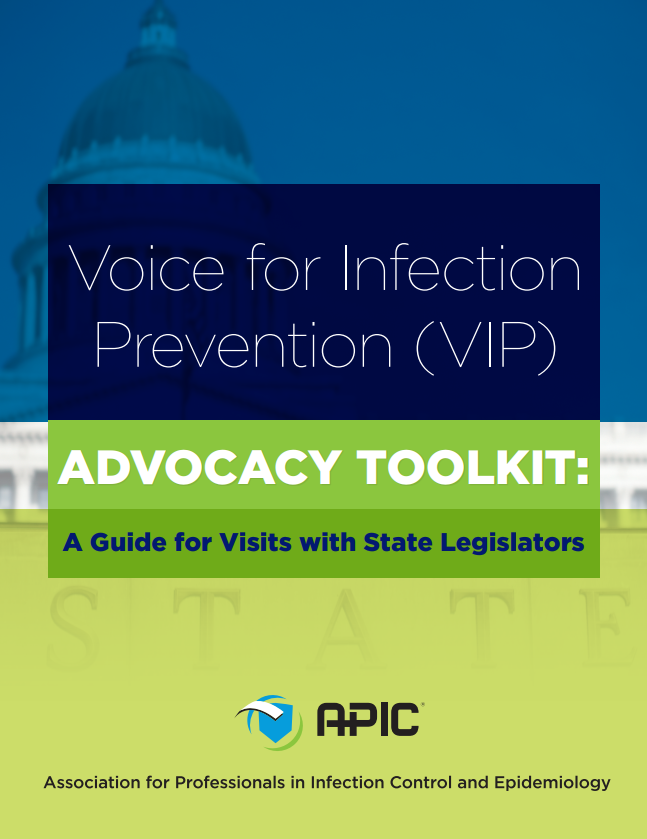 Voice for Infection
Prevention (VIP)
ADVOCACY TOOLKIT:
A Guide for Visits with State Legislators
STATE
APIC®
Association for Professionals in Infection Control and Epidemiology